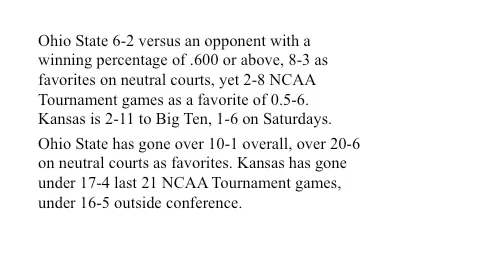 Ohio State 6-2 versus an opponent with a
winning percentage of .600 or above, 8-3 as
favorites on neutral courts, yet 2-8 NCAA
Tournament games as a favorite of 0.5-6.
Kansas is 2-11 to Big Ten, 1-6 on Saturdays.
Ohio State has gone over 10-1 overall, over 20-6
on neutral courts as favorites. Kansas has gone
under 17-4 last 21 NCAA Tournament games,
under 16-5 outside conference.